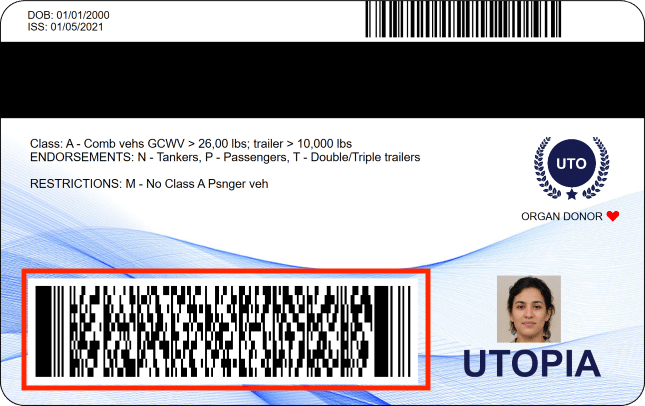 DOB: 01/01/2000
ISS: 01/05/2021
Class: A - Comb vehs GCWV > 26,00 lbs; trailer > 10,000 lbs
ENDORSEMENTS: N - Tankers, P - Passengers, T - Double/Triple trailers
RESTRICTIONS: M - No Class A Psnger veh
UTO
ORGAN DONOR
UTOPIA